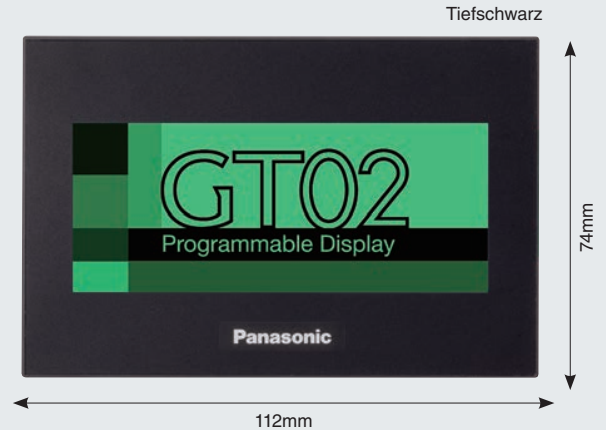 Tiefschwarz
GT02
Programmable Display
Panasonic
74mm
112mm